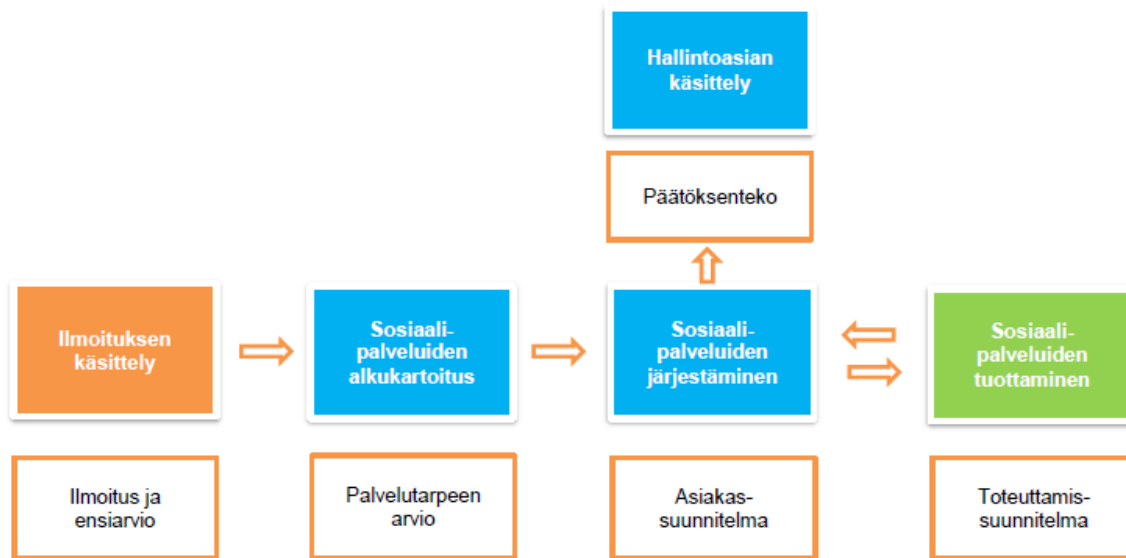 Hallintoasian
käsittely
Päätöksenteko
Ilmoituksen
käsittely
Sosiaali-
palveluiden
alkukartoitus
Sosiaali-
palveluiden
järjestäminen
Sosiaali-
palveluiden
tuottaminen
Ilmoitus ja
ensiarvio
Palvelutarpeen
arvio
Asiakas-
suunnitelma
Toteuttamis-
suunnitelma